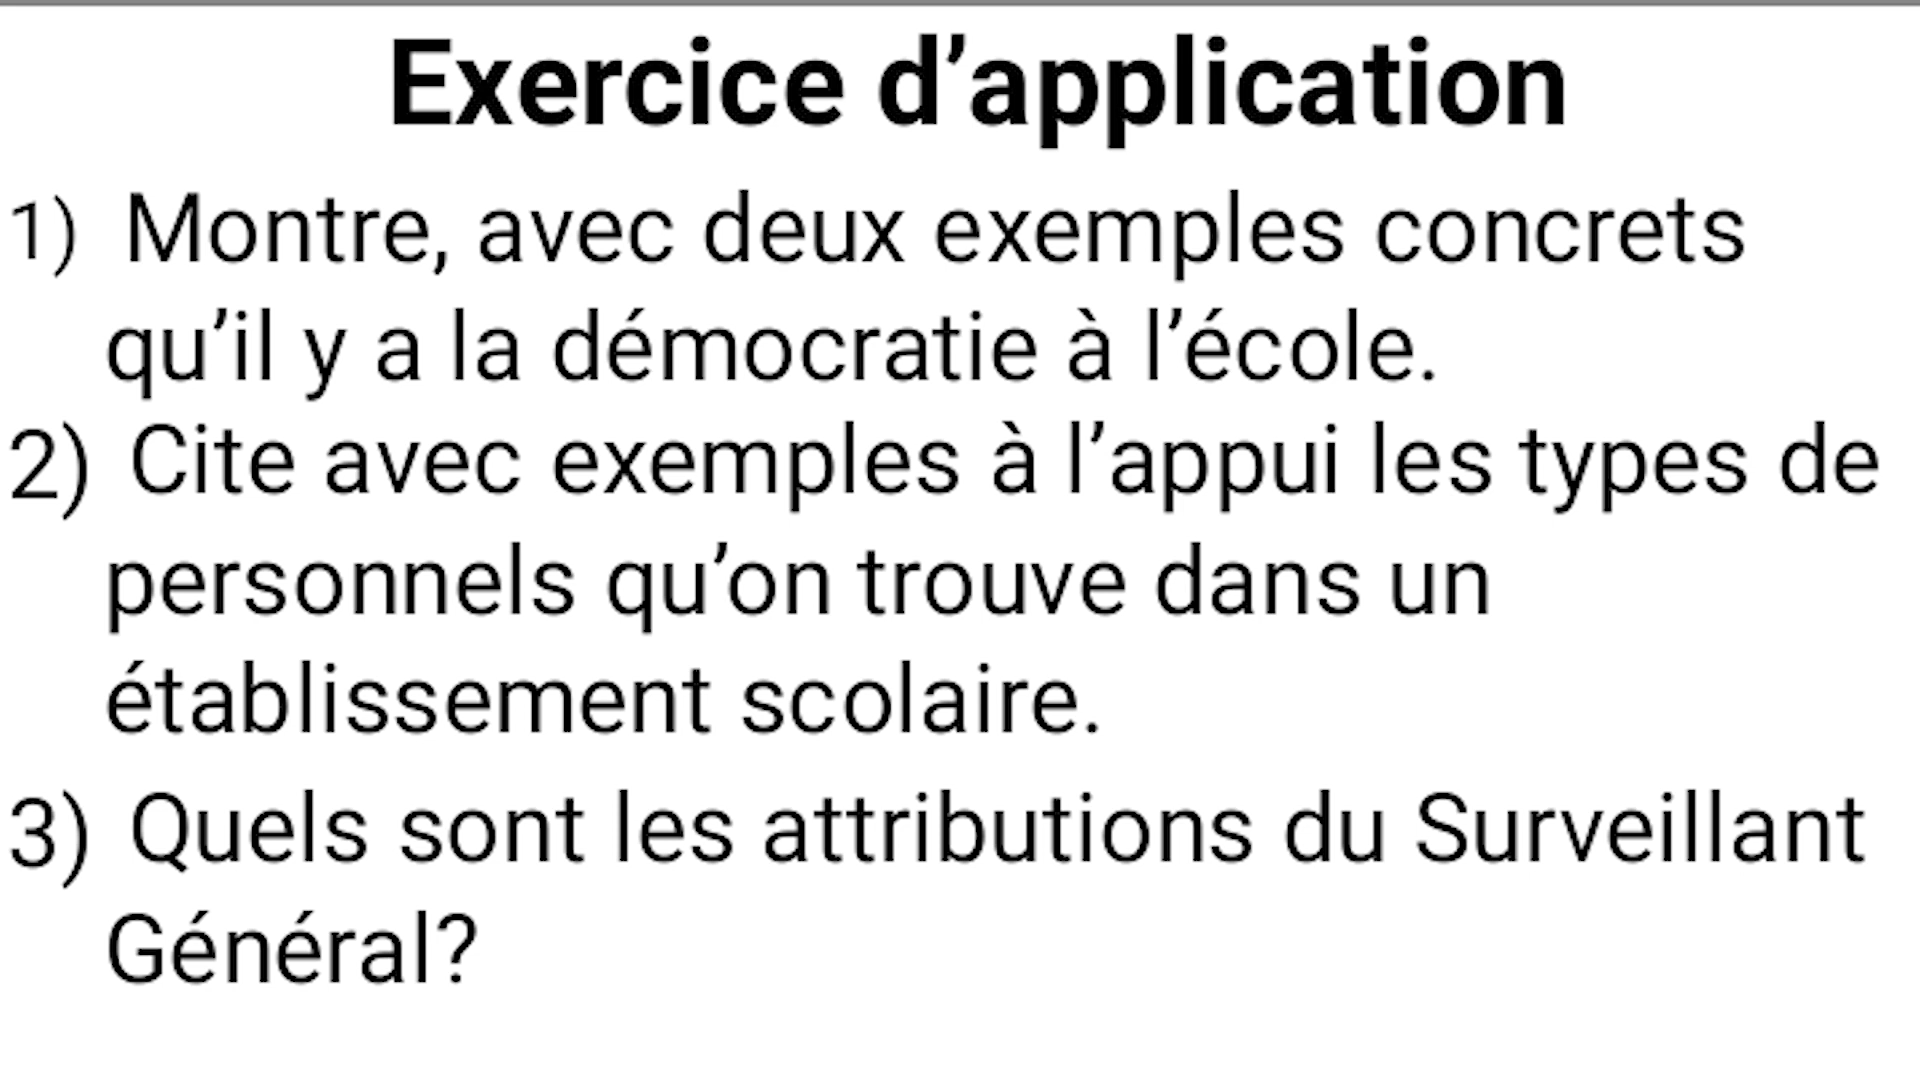 Exercice d’application
1) Montre, avec deux exemples concrets
qu’il y a la démocratie à l’école.
2) Cite avec exemples à l’appui les types de
personnels qu’on trouve dans un
établissement scolaire.
3) Quels sont les attributions du Surveillant
Général?